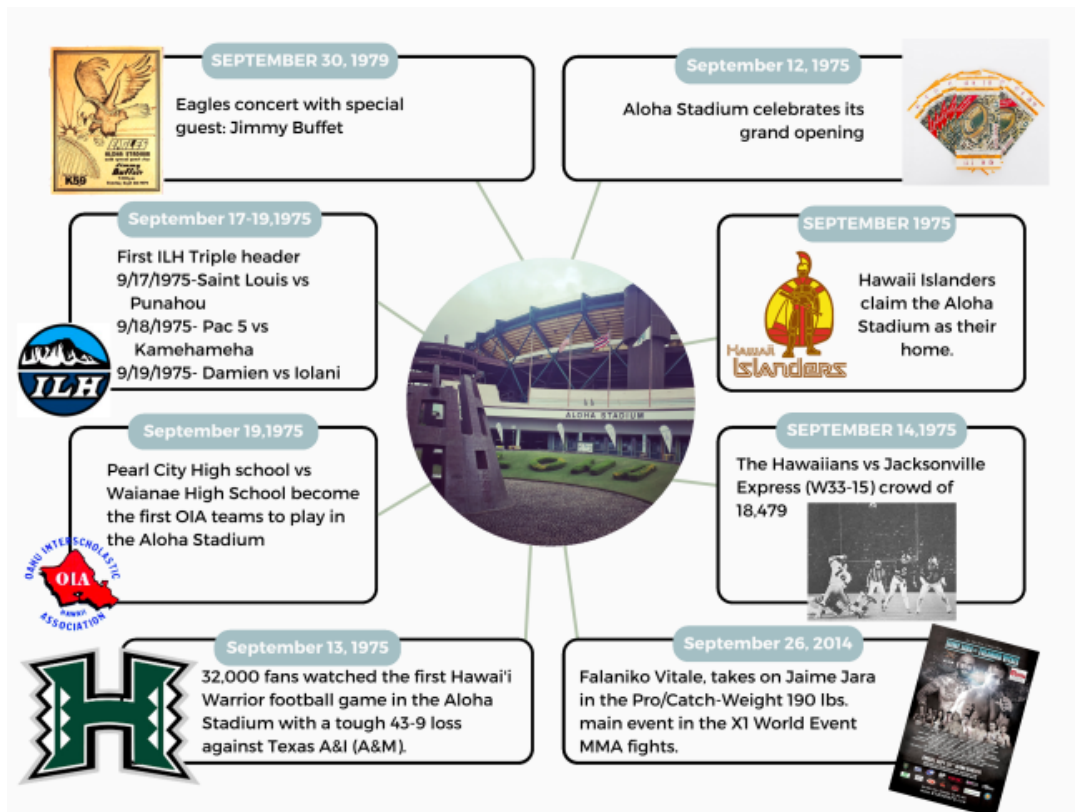 SEPTEMBER 30, 1979
Eagles concert with special
guest: Jimmy Buffet
EAGLES
ALOHA STADIUM
Jimmy
Buffett
K59
September 12, 1975
Aloha Stadium celebrates its
grand opening
September 17-19,1975
First ILH Triple header
9/17/1975-Saint Louis vs
Punahou
9/18/1975- Pac 5 vs
Kamehameha
9/19/1975- Damien vs Iolani
ILH
SEPTEMBER 1975
Hawaii Islanders
claim the Aloha
Stadium as their
home.
HAWAII
ISLANDERS
ALOHA STADIUM
September 19,1975
Pearl City High school vs
Waianae High School become
the first OIA teams to play in
the Aloha Stadium
OAHU INTERSCHOLASTIC
OIA
HAWAII
ASSOCIATION
SEPTEMBER 14,1975
The Hawaiians vs Jacksonville
Express (W33-15) crowd of
18,479
September 13, 1975
32,000 fans watched the first Hawai'i
Warrior football game in the Aloha
Stadium with a tough 43-9 loss
against Texas A&I (A&M).
H
September 26, 2014
Falaniko Vitale, takes on Jaime Jara
in the Pro/Catch-Weight 190 lbs.
main event in the X1 World Event
MMA fights.